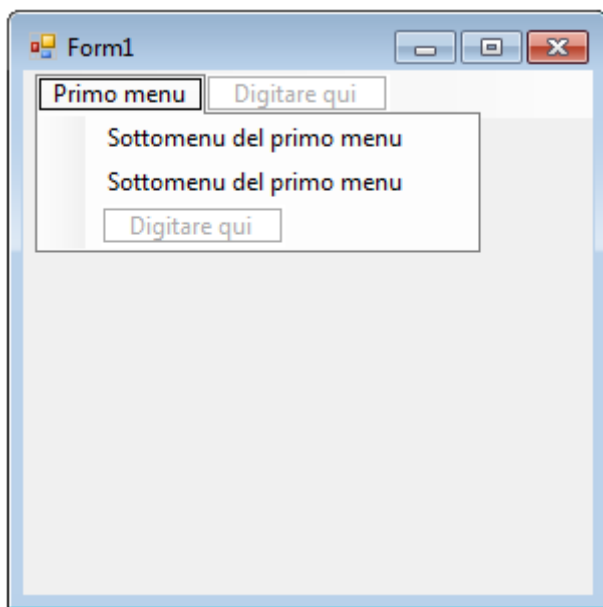 Form1
Primo menu Digitare qui
Sottomenu del primo menu
Sottomenu del primo menu
Digitare qui